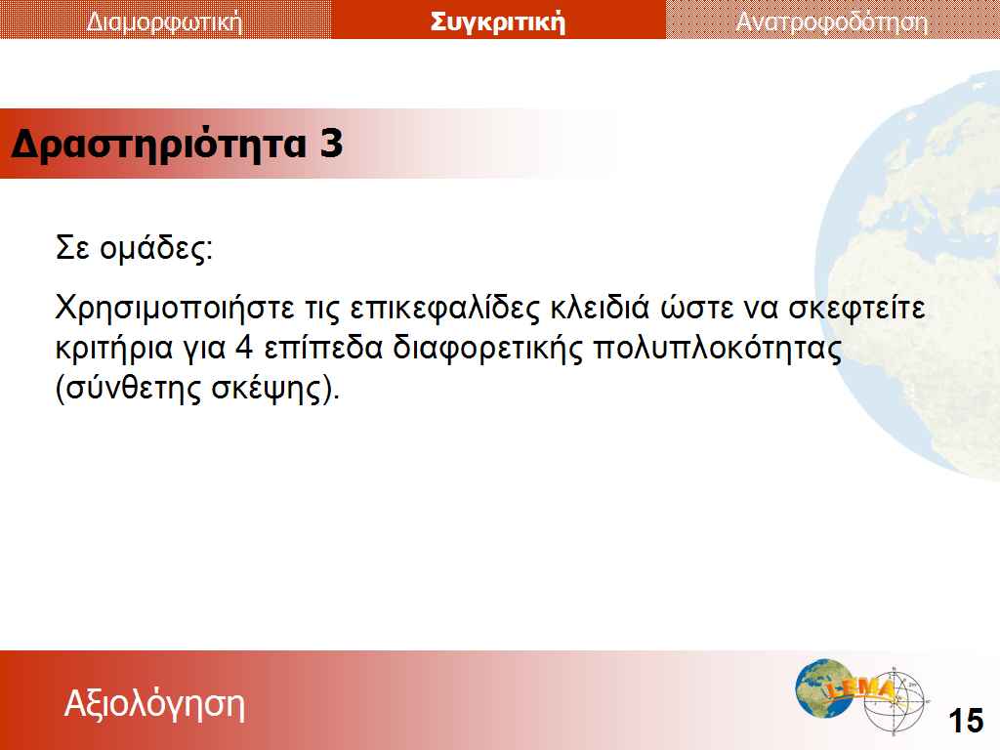 Διαμορφωτική
Συγκριτική
Ανατροφοδότηση
Δραστηριότητα 3
Σε ομάδες:
Χρησιμοποιήστε τις επικεφαλίδες κλειδιά ώστε να σκεφτείτε
κριτήρια για 4 επίπεδα διαφορετικής πολυπλοκότητας
(σύνθετης σκέψης).
Αξιολόγηση
LEMA
15